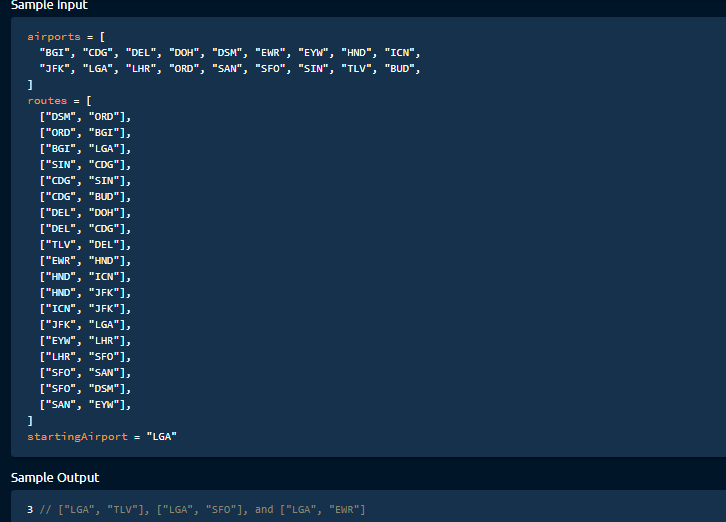 Sample Input
airports = [
"BGI", "CDG", "DEL", "DOH", "DSM", "EWR", "EYW", "HND", "ICN",
"JFK", "LGA", "LHR", "ORD", "SAN", "SFO", "SIN", "TLV", "BUD",
]
routes = [
["DSM", "ORD"],
["ORD", "BGI"],
["BGI", "LGA"],
["SIN", "CDG"],
["CDG", "SIN"],
["CDG", "BUD"],
["DEL", "DOH"],
["DEL", "CDG"],
["TLV", "DEL"],
["EWR", "HND"],
["HND", "ICN"],
["HND", "JFK"],
["ICN", "JFK"],
["JFK", "LGA"],
["EYW", "LHR"],
["LHR", "SFO"],
["SFO", "SAN"],
["SFO", "DSM"],
["SAN", "EYW"],
]
startingAirport = "LGA"
Sample Output
3 // ["LGA", "TLV"], ["LGA", "SFO"], and ["LGA", "EWR"]